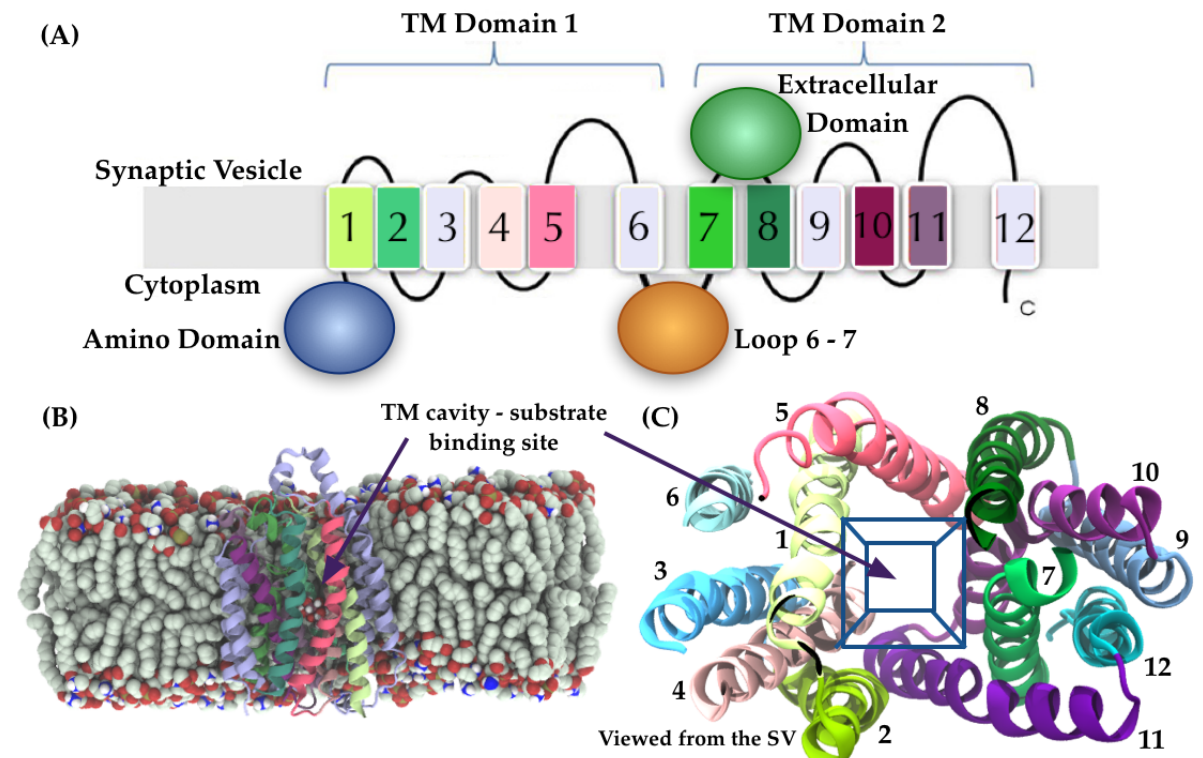 (A)
TM Domain 1
TM Domain 2
Extracellular
Domain
Synaptic Vesicle
1 2 3 4 5 6 7 8 9 10 11 12
Cytoplasm
C
Amino Domain
Loop 6 - 7
(B)
TM cavity - substrate
binding site
(C)
5
8
10
6
9
1
7
3
12
4
Viewed from the SV
2
11